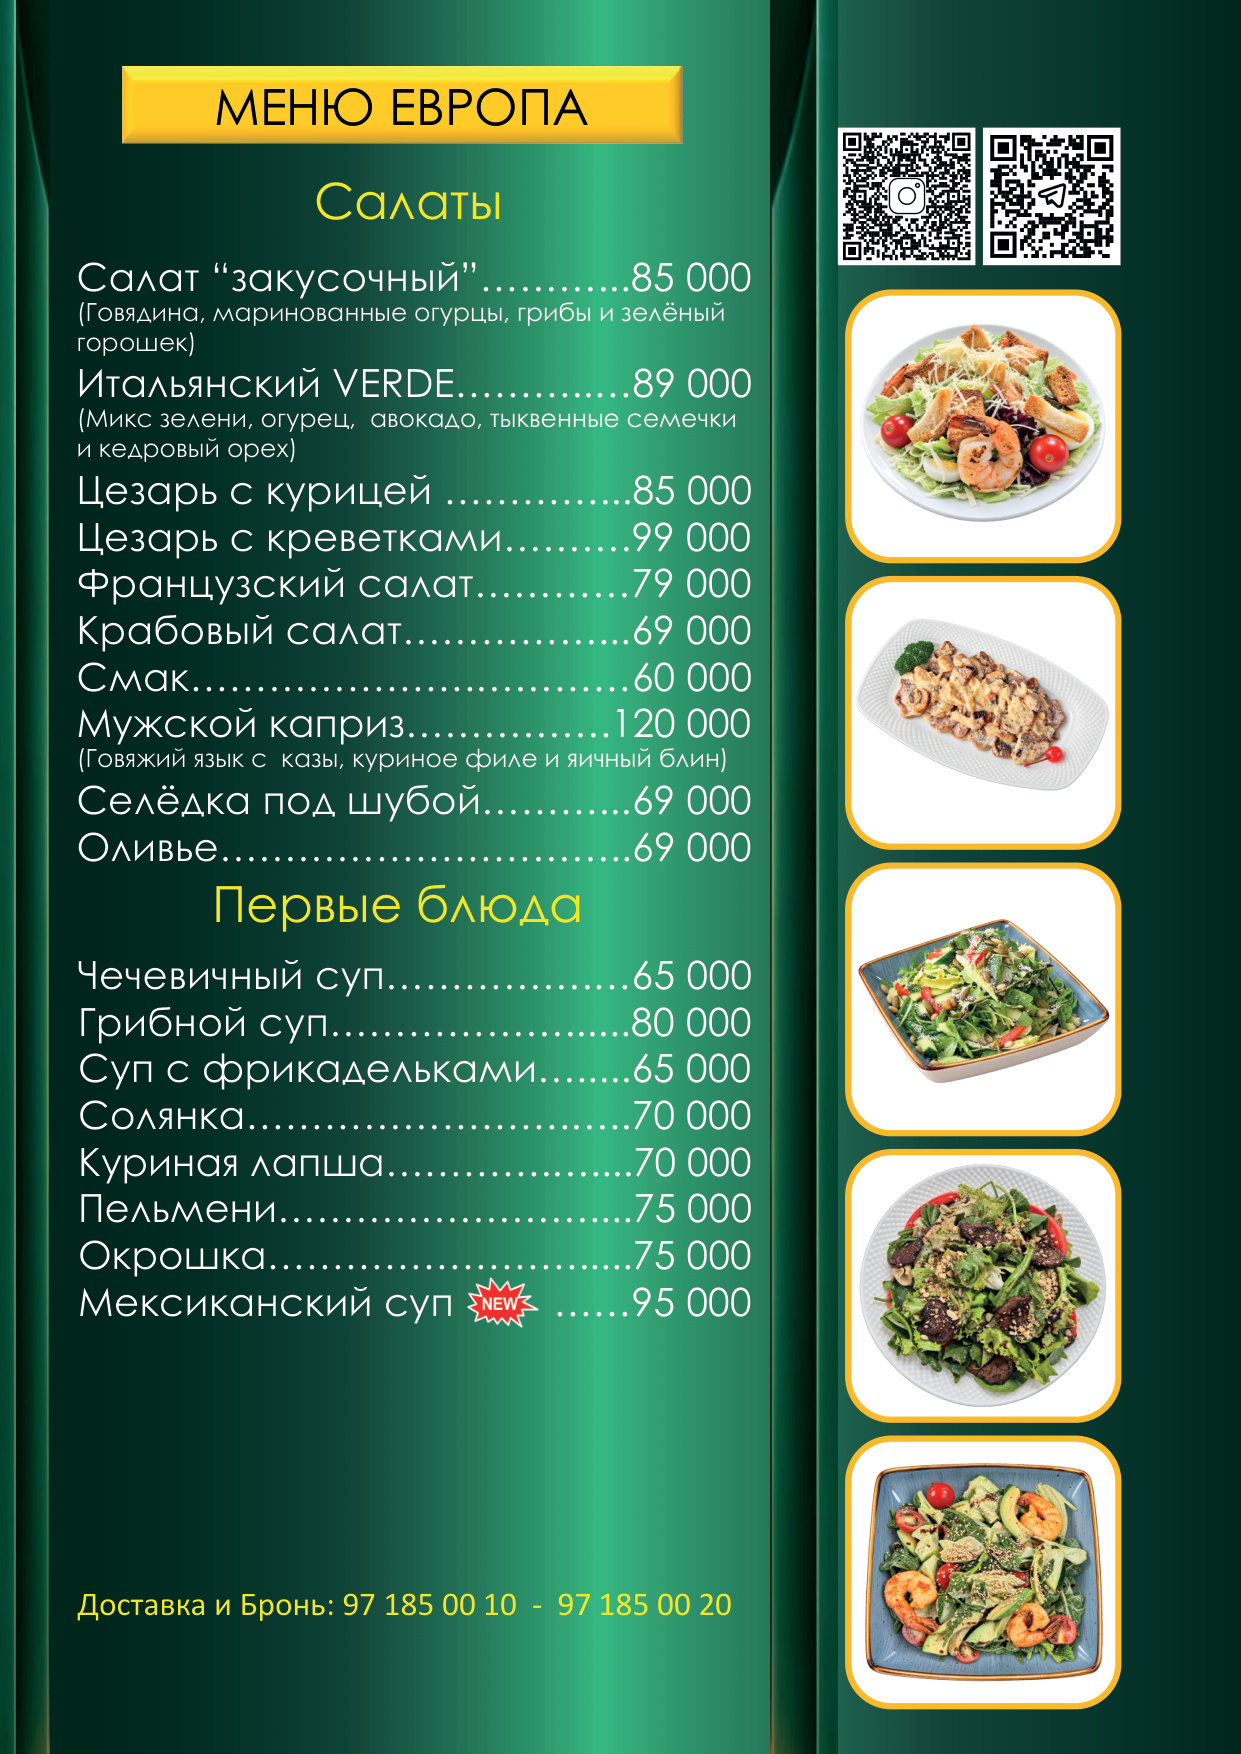 МЕНЮ ЕВРОПА
Салаты
Салат “закусочный”…………..85 000
(Говядина, маринованные огурцы, грибы и зелёный
горошек)
Итальянский VERDE………..…89 000
(Микс зелени, огурец,  авокадо, тыквенные семечки
и кедровый орех)
Цезарь с курицей …………...85 000
Цезарь с креветками……….99 000
Французский салат…………79 000
Крабовый салат……………...69 000
Смак…………………………….60 000
Мужской каприз…………….120 000
(Говяжий язык с  казы, куриное филе и яичный блин)
Селёдка под шубой………...69 000
Оливье…………………………..69 000
Первые блюда
Чечевичный суп……………….65 000
Грибной суп……………….....80 000
Суп с фрикадельками….....65 000
Солянка………………………...70 000
Куриная лапша……………....70 000
Пельмени……………………....75 000
Окрошка…………………….....75 000
Мексиканский суп NEW ……95 000
Доставка и Бронь: 97 185 00 10  -  97 185 00 20